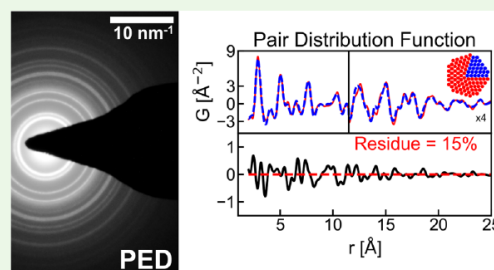 10 nm⁻¹
PED
Pair Distribution Function
G [Å⁻²]
9
6
3
0
-3
x4
Residue = 15%
1
0
-1
5
10
15
20
25
r [Å]